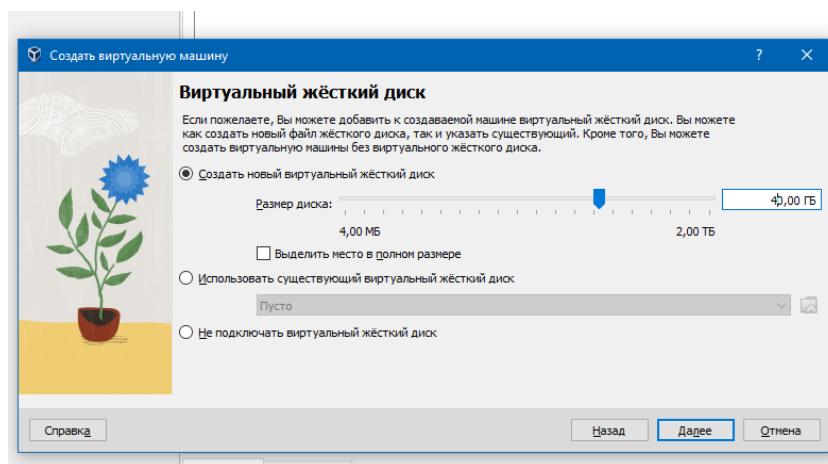 Создать виртуальную машину
Виртуальный жёсткий диск
Если пожелаете, Вы можете добавить к создаваемой машине виртуальный жёсткий диск. Вы можете
как создать новый файл жёсткого диска, так и указать существующий. Кроме того, Вы можете
создать виртуальную машины без виртуального жёсткого диска.
Создать новый виртуальный жёсткий диск
Размер диска: 40,00 ГБ
4,00 МБ 2,00 ТБ
Выделить место в полном размере
Использовать существующий виртуальный жёсткий диск
Пусто
Не подключать виртуальный жёсткий диск
Справка Назад Далее Отмена